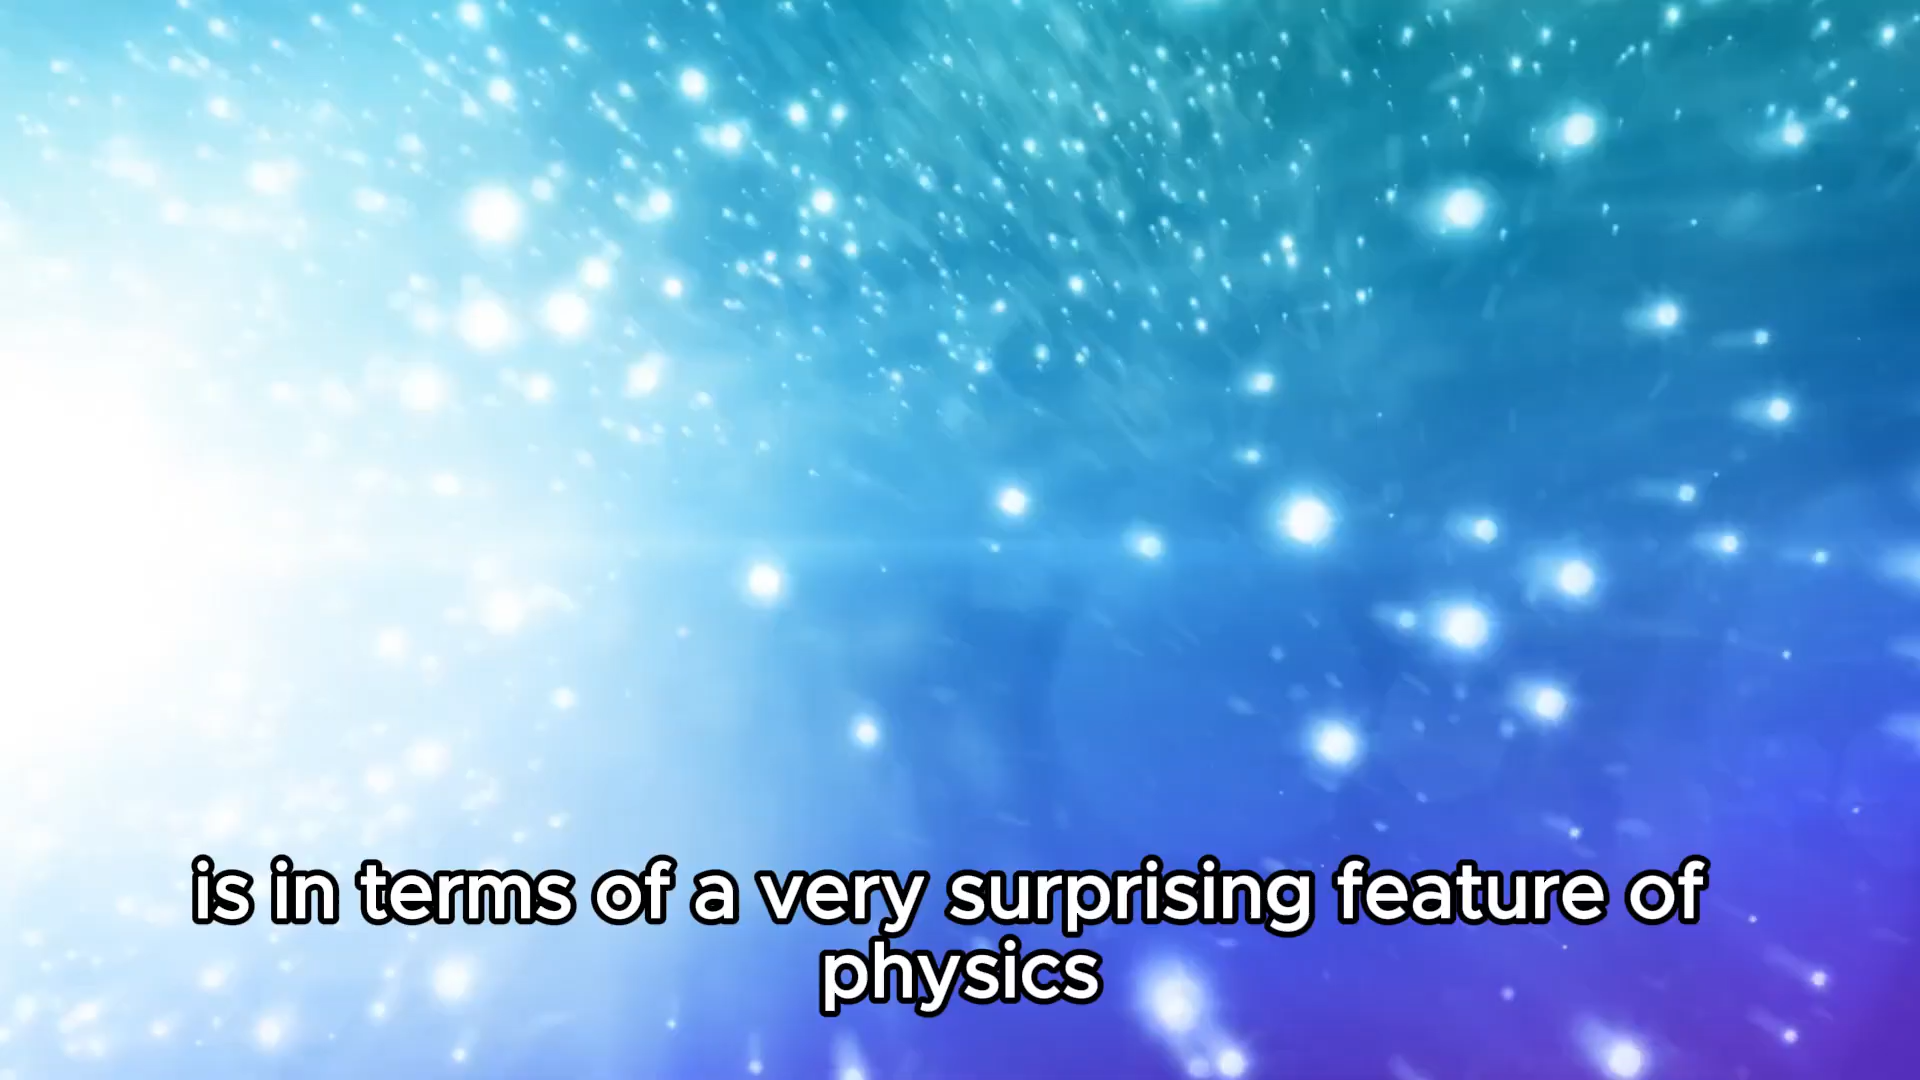 is in terms of a very surprising feature of
physics